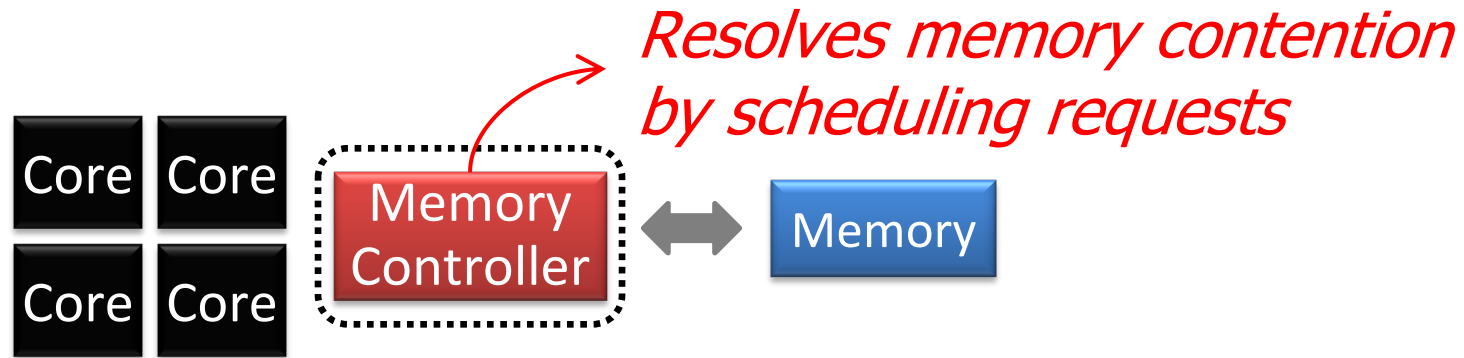 Resolves memory contention
by scheduling requests
Core Core
Memory
Controller
Memory
Core Core